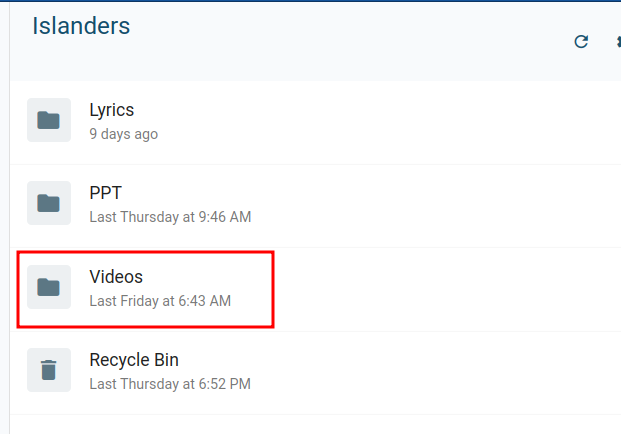 Islanders
Lyrics
9 days ago
PPT
Last Thursday at 9:46 AM
Videos
Last Friday at 6:43 AM
Recycle Bin
Last Thursday at 6:52 PM